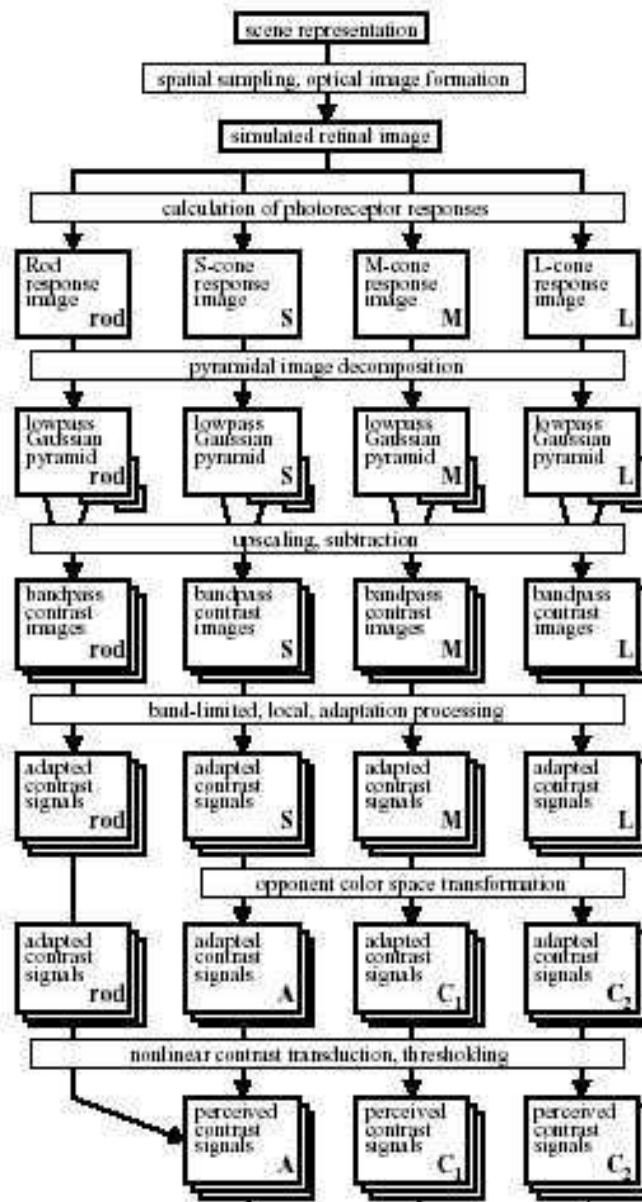 scene representation
spatial sampling, optical image formation
simulated retinal image
calculation of photoreceptor responses
Rod
response
image
rod
S-cone
response
image
S
M-cone
response
image
M
L-cone
response
image
L
pyramidal image decomposition
lowpass
Gaussian
pyramid
rod
lowpass
Gaussian
pyramid
S
lowpass
Gaussian
pyramid
M
lowpass
Gaussian
pyramid
L
upscaling, subtraction
bandpass
contrast
images
rod
bandpass
contrast
images
S
bandpass
contrast
images
M
bandpass
contrast
images
L
band-limited, local, adaptation processing
adapted
contrast
signals
rod
adapted
contrast
signals
S
adapted
contrast
signals
M
adapted
contrast
signals
L
opponent color space transformation
adapted
contrast
signals
rod
adapted
contrast
signals
A
adapted
contrast
signals
C1
adapted
contrast
signals
C2
nonlinear contrast transduction, thresholding
perceived
contrast
signals
A
perceived
contrast
signals
C1
perceived
contrast
signals
C2